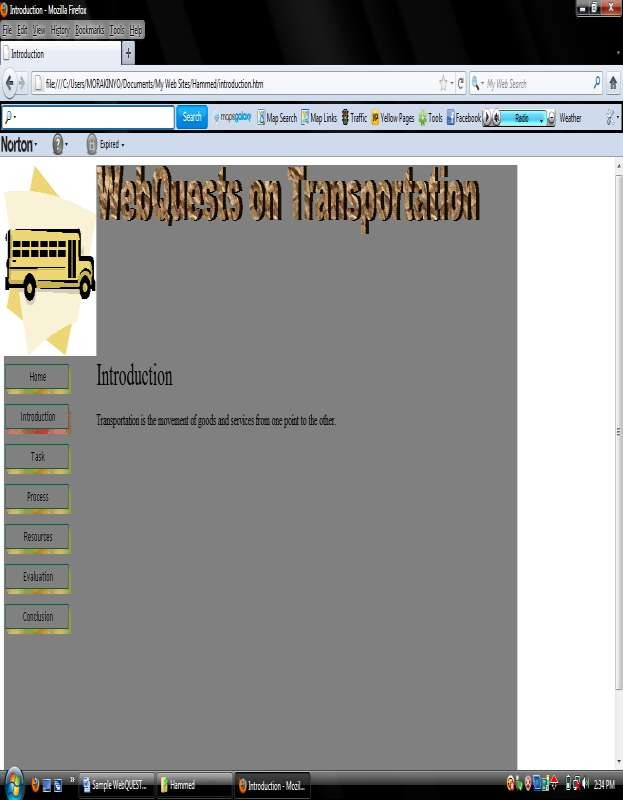 Introduction - Mozilla Firefox
File Edit View History Bookmarks Tools Help
Introduction
file:///C:/Users/MORAKINYO/Documents/My Web Sites/Hammed/introduction.htm
My Web Search
Search mapsgalaxy Map Search Map Links Traffic Yellow Pages Tools Facebook Radio Weather
Norton Expired
WebQuests on Transportation
Home
Introduction
Introduction
Transportation is the movement of goods and services from one point to the other.
Task
Process
Resources
Evaluation
Conclusion
Sample WebQUEST... Hammed Introduction - Mozil... 2:34 PM